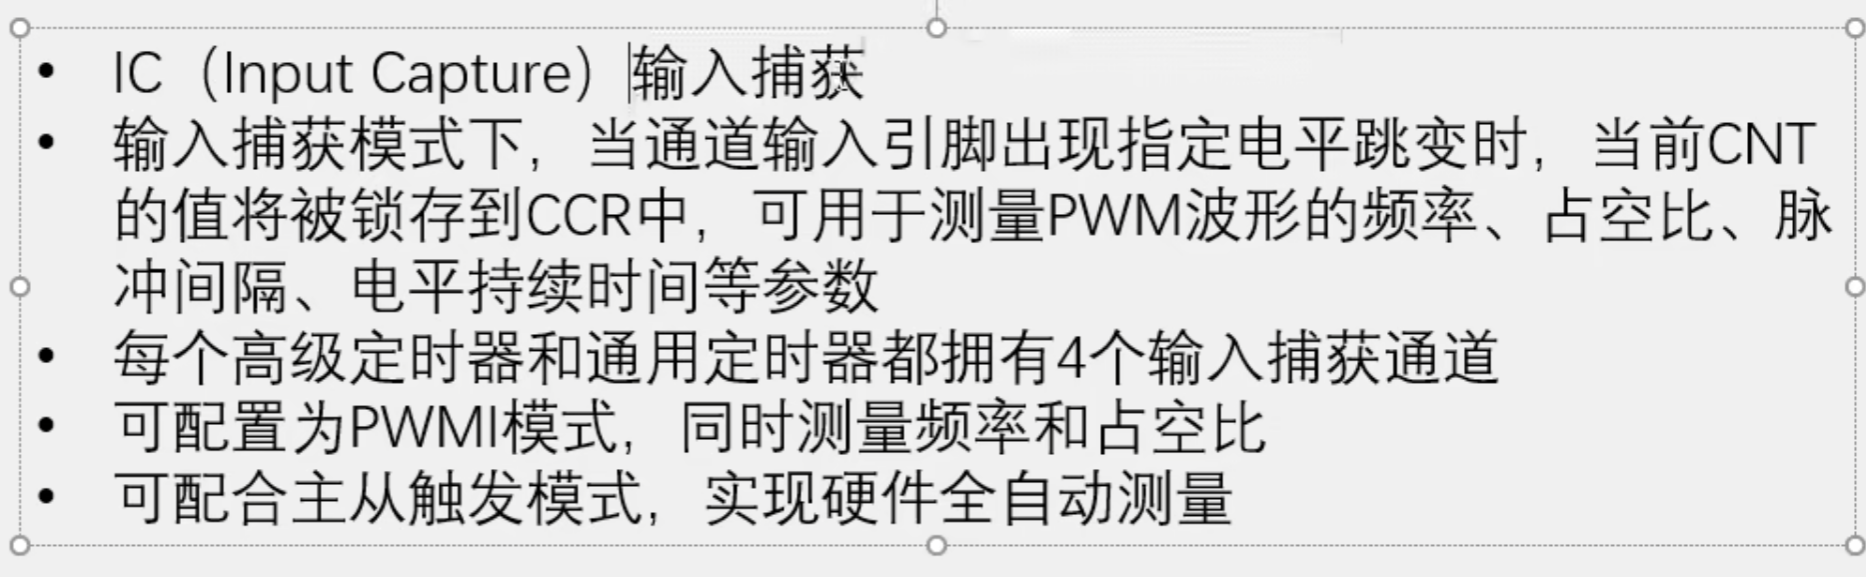 • IC（Input Capture）输入捕获
• 输入捕获模式下，当通道输入引脚出现指定电平跳变时，当前CNT
的值将被锁存到CCR中，可用于测量PWM波形的频率、占空比、脉
冲间隔、电平持续时间等参数
• 每个高级定时器和通用定时器都拥有4个输入捕获通道
• 可配置为PWMI模式，同时测量频率和占空比
• 可配合主从触发模式，实现硬件全自动测量